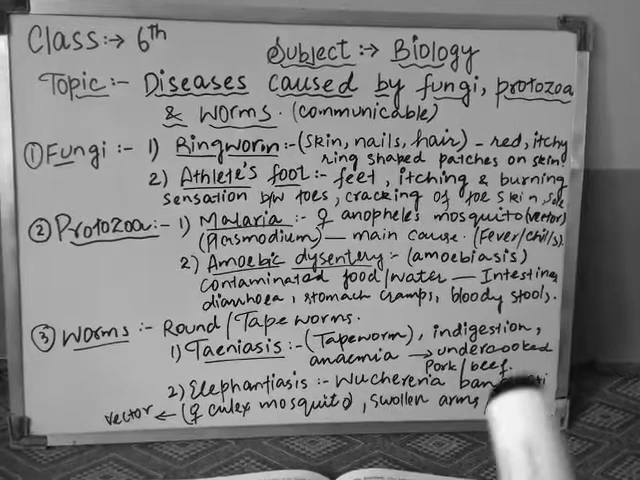 Class:→ 6th
Subject:→ Biology
Topic:- Diseases caused by fungi, protozoa
& worms. (communicable)
① Fungi :- 1) Ringworm:-(skin, nails, hair) - red, itchy
ring shaped patches on skin.
2) Athlete's foot :- feet, itching & burning
sensation b/w toes, cracking of toe skin,
② Protozoa:- 1) Malaria :- ♀ anopheles mosquito(vector)
(Plasmodium) — main cause. (Fever/chills).
2) Amoebic dysentery :- (amoebiasis)
contaminated food/water — Intestine,
diarrhoea, stomach cramps, bloody stools.
③ Worms :- Round/Tape worms.
1) Taeniasis :- (Tapeworm), indigestion,
anaemia → undercooked
Pork/beef.
2) Elephantiasis :- Wuchereria
vector ← (♀ culex mosquito), swollen arms